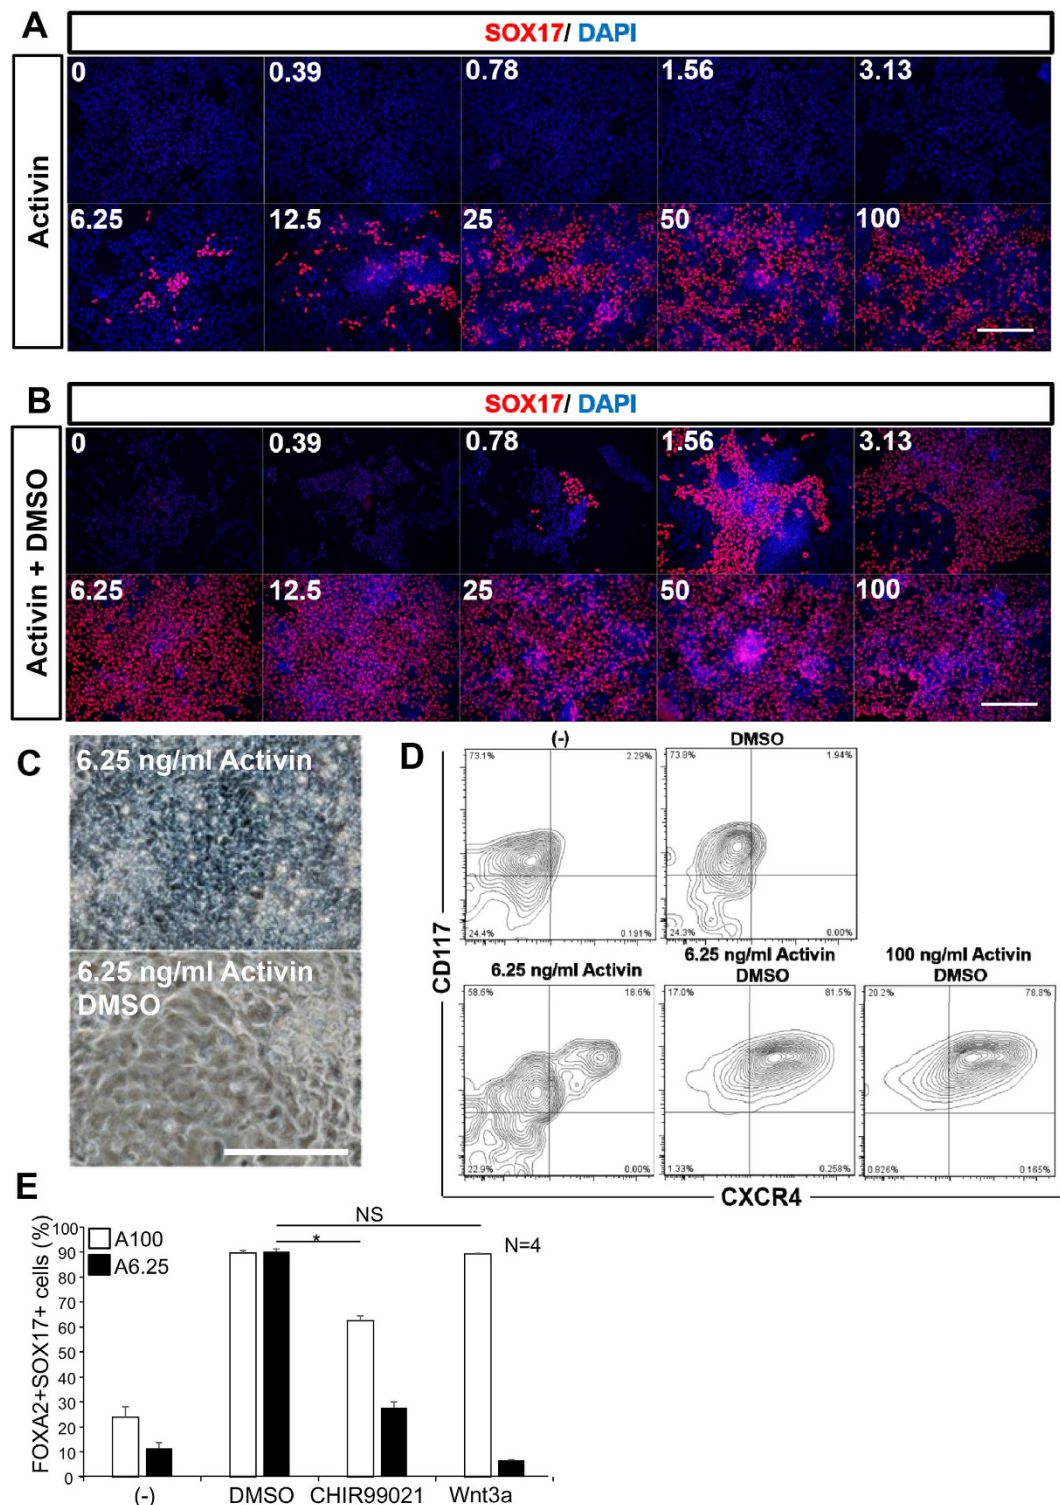 A
SOX17/ DAPI
Activin
0 0.39 0.78 1.56 3.13
6.25 12.5 25 50 100
B
SOX17/ DAPI
Activin + DMSO
0 0.39 0.78 1.56 3.13
6.25 12.5 25 50 100
C
6.25 ng/ml Activin
6.25 ng/ml Activin
DMSO
D
(-) DMSO
73.1% 2.29% 73.8% 1.94%
24.4% 0.191% 24.3% 0.00%
6.25 ng/ml Activin
6.25 ng/ml Activin
DMSO
100 ng/ml Activin
DMSO
58.6% 18.6% 17.0% 81.5% 20.2% 78.8%
22.9% 0.00% 1.33% 0.258% 0.826% 0.165%
CD117
CXCR4
E
FOXA2+SOX17+ cells (%)
100
90
80
70
60
50
40
30
20
10
0
A100
A6.25
NS
*
N=4
(-) DMSO CHIR99021 Wnt3a